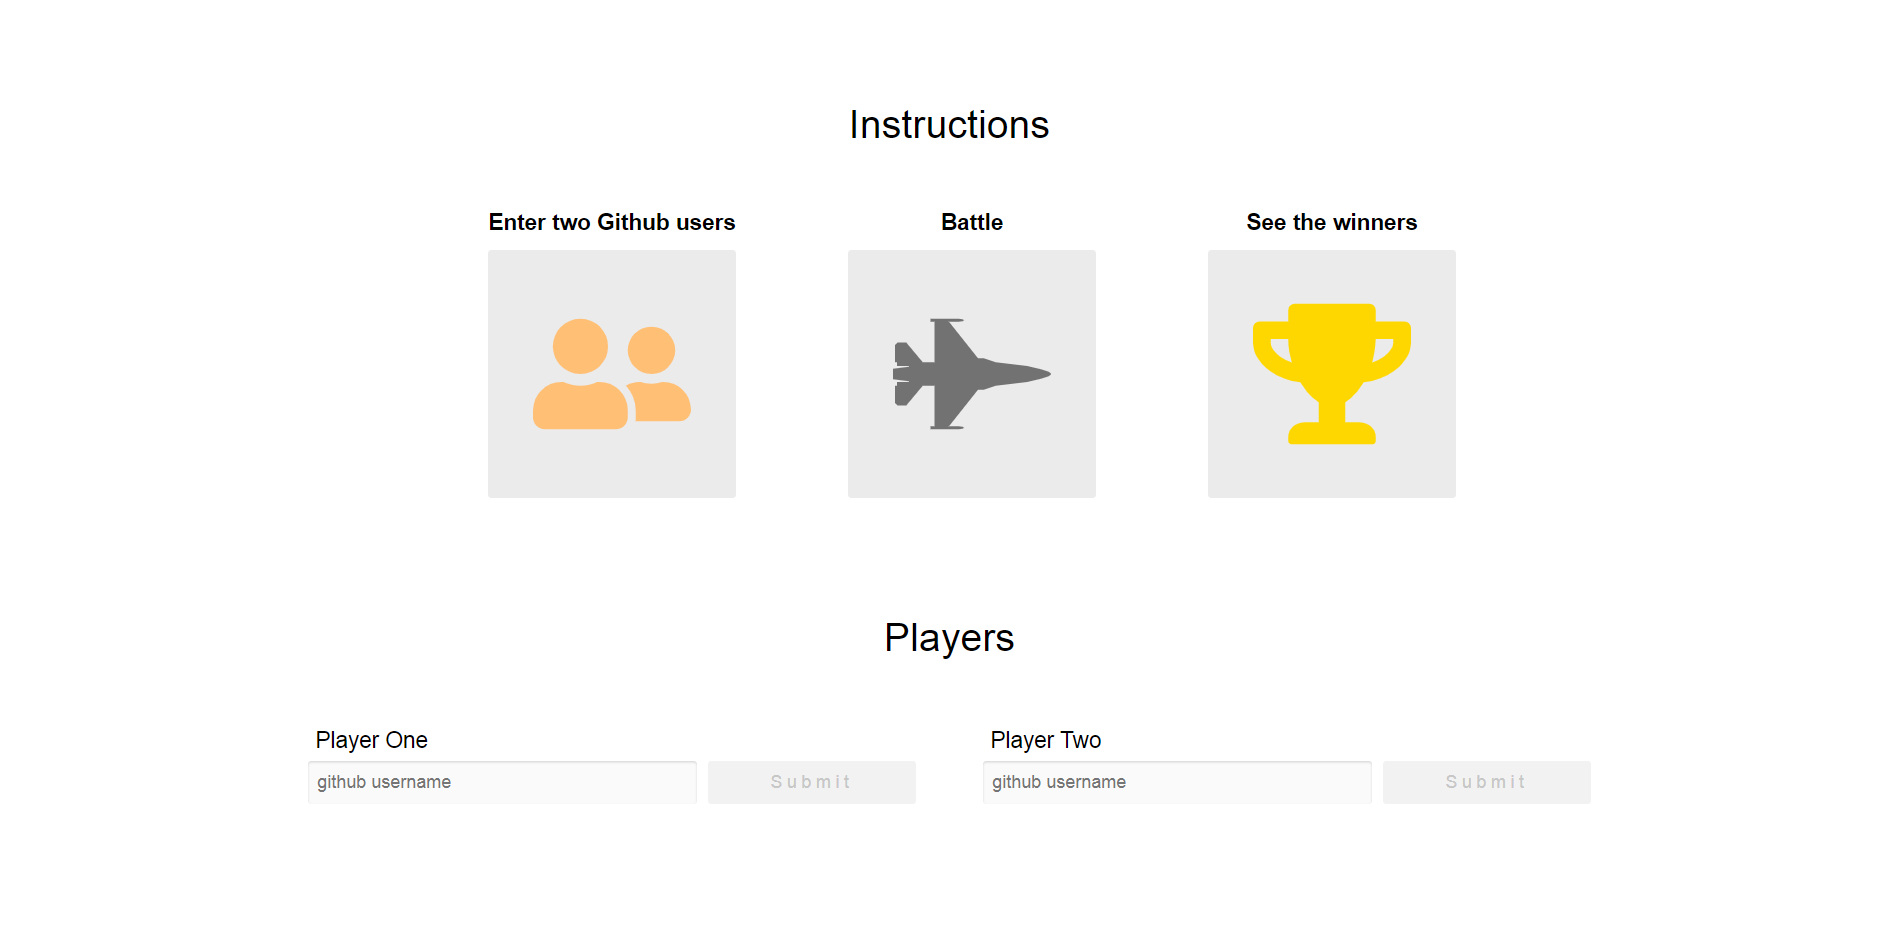 Instructions
Enter two Github users
Battle
See the winners
Players
Player One
github username
Submit
Player Two
github username
Submit